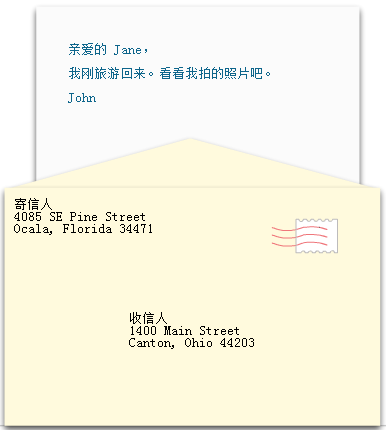 亲爱的 Jane，
我刚旅游回来。看看我拍的照片吧。
John
寄信人
4085 SE Pine Street
Ocala, Florida 34471
收信人
1400 Main Street
Canton, Ohio 44203